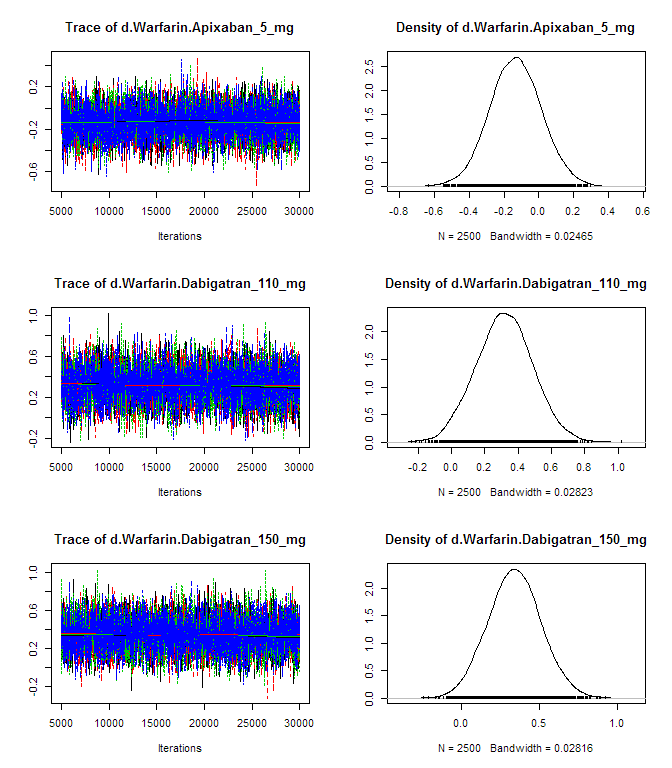 Trace of d.Warfarin.Apixaban_5_mg
0.2
-0.2
-0.6
5000 10000 15000 20000 25000 30000
Iterations
Density of d.Warfarin.Apixaban_5_mg
2.5
2.0
1.5
1.0
0.5
0.0
-0.8 -0.6 -0.4 -0.2 0.0 0.2 0.4 0.6
N = 2500 Bandwidth = 0.02465
Trace of d.Warfarin.Dabigatran_110_mg
1.0
0.6
0.2
-0.2
5000 10000 15000 20000 25000 30000
Iterations
Density of d.Warfarin.Dabigatran_110_mg
2.0
1.5
1.0
0.5
0.0
-0.2 0.0 0.2 0.4 0.6 0.8 1.0
N = 2500 Bandwidth = 0.02823
Trace of d.Warfarin.Dabigatran_150_mg
1.0
0.6
0.2
-0.2
5000 10000 15000 20000 25000 30000
Iterations
Density of d.Warfarin.Dabigatran_150_mg
2.0
1.5
1.0
0.5
0.0
0.0 0.5 1.0
N = 2500 Bandwidth = 0.02816